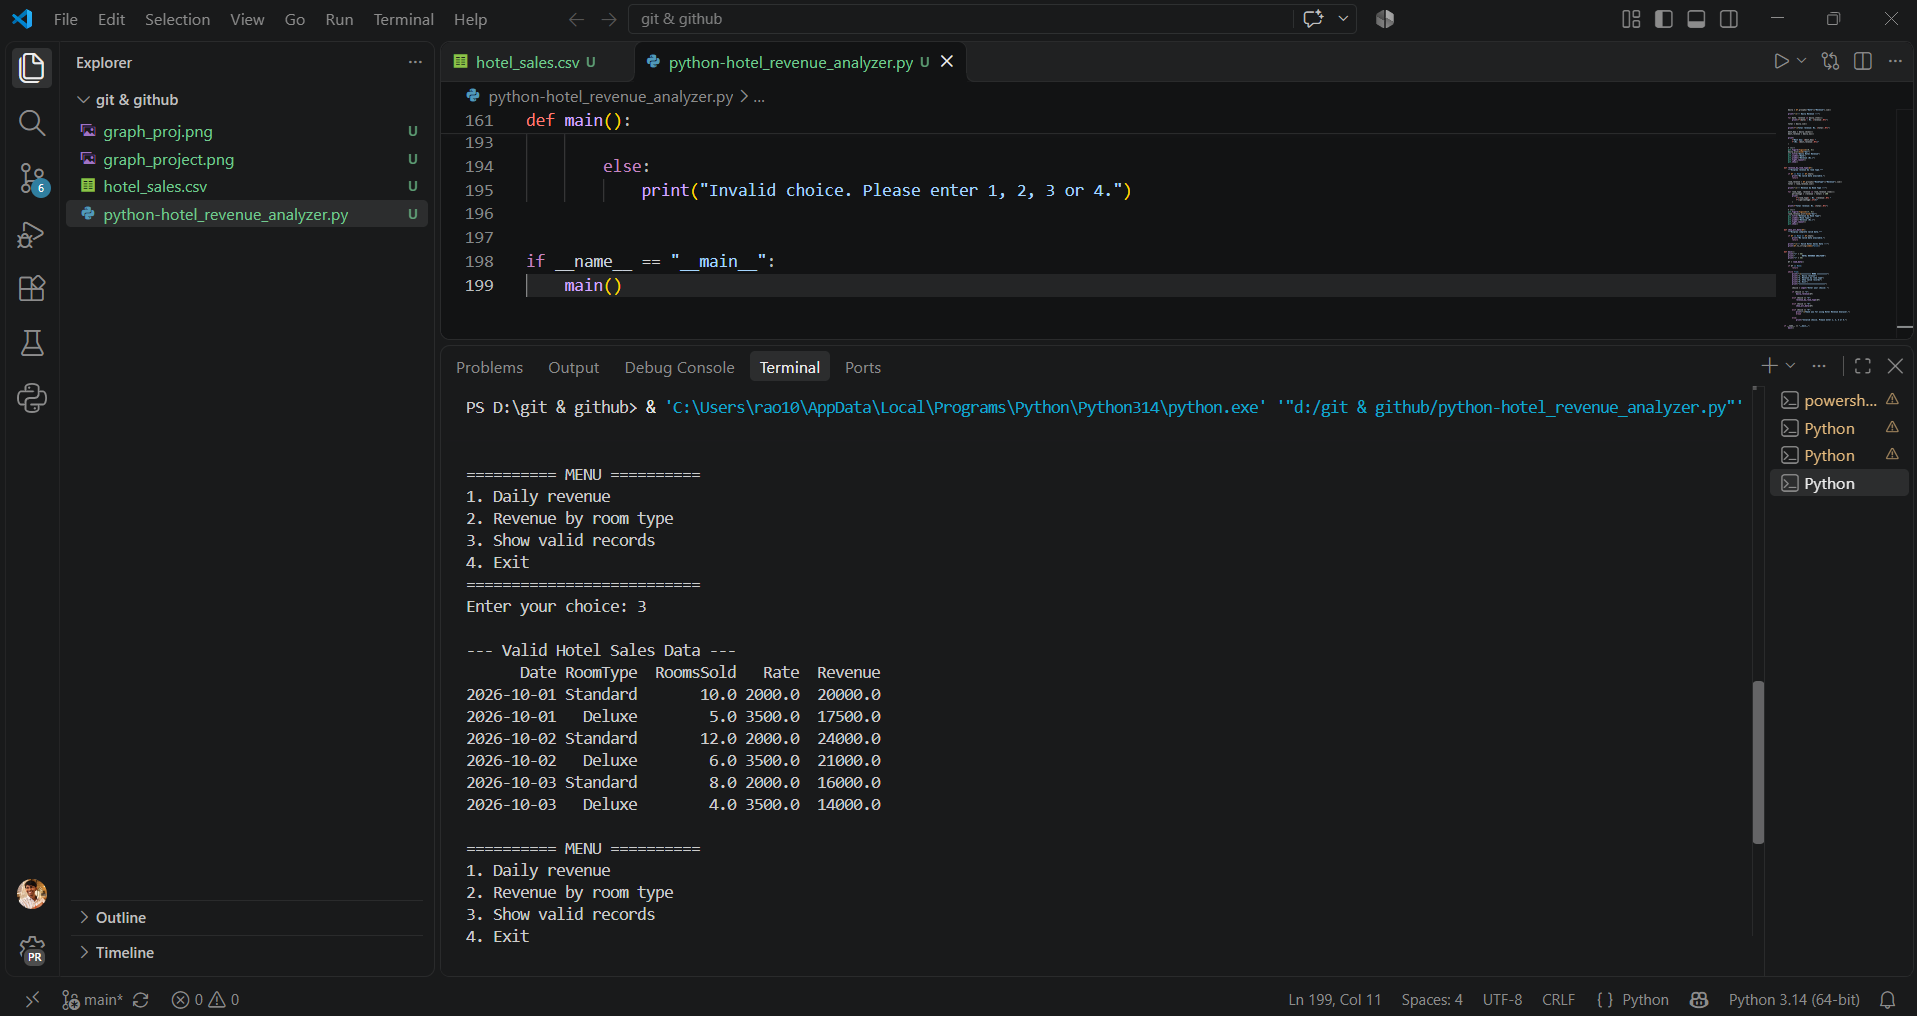 File Edit Selection View Go Run Terminal Help
git & github
Explorer
git & github
graph_proj.png U
graph_project.png U
hotel_sales.csv U
python-hotel_revenue_analyzer.py U
6
Outline
Timeline
PR
hotel_sales.csv U
python-hotel_revenue_analyzer.py U
python-hotel_revenue_analyzer.py > ...
161 def main():
193
194 else:
195 print("Invalid choice. Please enter 1, 2, 3 or 4.")
196
197
198 if __name__ == "__main__":
199 main()
Problems Output Debug Console Terminal Ports
PS D:\git & github> & 'C:\Users\rao10\AppData\Local\Programs\Python\Python314\python.exe' '"d:/git & github/python-hotel_revenue_analyzer.py"'
========== MENU ==========
1. Daily revenue
2. Revenue by room type
3. Show valid records
4. Exit
==========================
Enter your choice: 3
--- Valid Hotel Sales Data ---
Date RoomType RoomsSold Rate Revenue
2026-10-01 Standard 10.0 2000.0 20000.0
2026-10-01 Deluxe 5.0 3500.0 17500.0
2026-10-02 Standard 12.0 2000.0 24000.0
2026-10-02 Deluxe 6.0 3500.0 21000.0
2026-10-03 Standard 8.0 2000.0 16000.0
2026-10-03 Deluxe 4.0 3500.0 14000.0
========== MENU ==========
1. Daily revenue
2. Revenue by room type
3. Show valid records
4. Exit
powersh...
Python
Python
Python
main* 0 0
Ln 199, Col 11 Spaces: 4 UTF-8 CRLF { } Python Python 3.14 (64-bit)